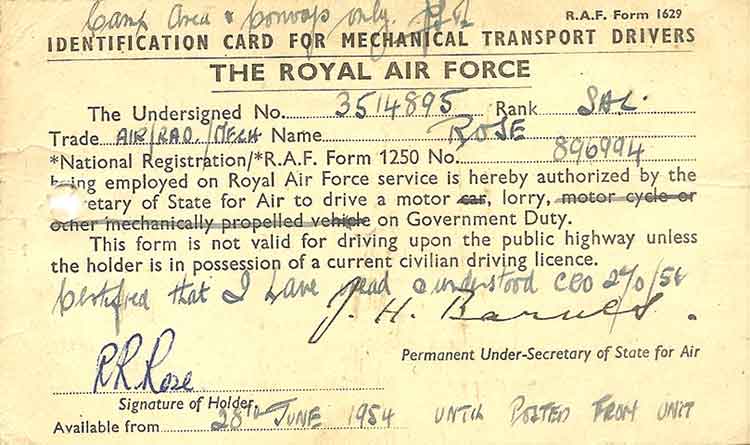 Camp Area & Convoys only.
R.A.F. Form 1629
IDENTIFICATION CARD FOR MECHANICAL TRANSPORT DRIVERS
THE ROYAL AIR FORCE
The Undersigned No. 3514895 Rank SAC.
Trade AIR/RAD./MECH Name ROSE
*National Registration/*R.A.F. Form 1250 No. 896994
being employed on Royal Air Force service is hereby authorized by the
etary of State for Air to drive a motor car, lorry, motor cycle or
other mechanically propelled vehicle on Government Duty.
This form is not valid for driving upon the public highway unless
the holder is in possession of a current civilian driving licence.
Certified that I have read & understood CRO
J. H. Barnes.
Permanent Under-Secretary of State for Air
R.R. Rose
Signature of Holder
Available from 28TH JUNE 1954 UNTIL POSTED FROM UNIT